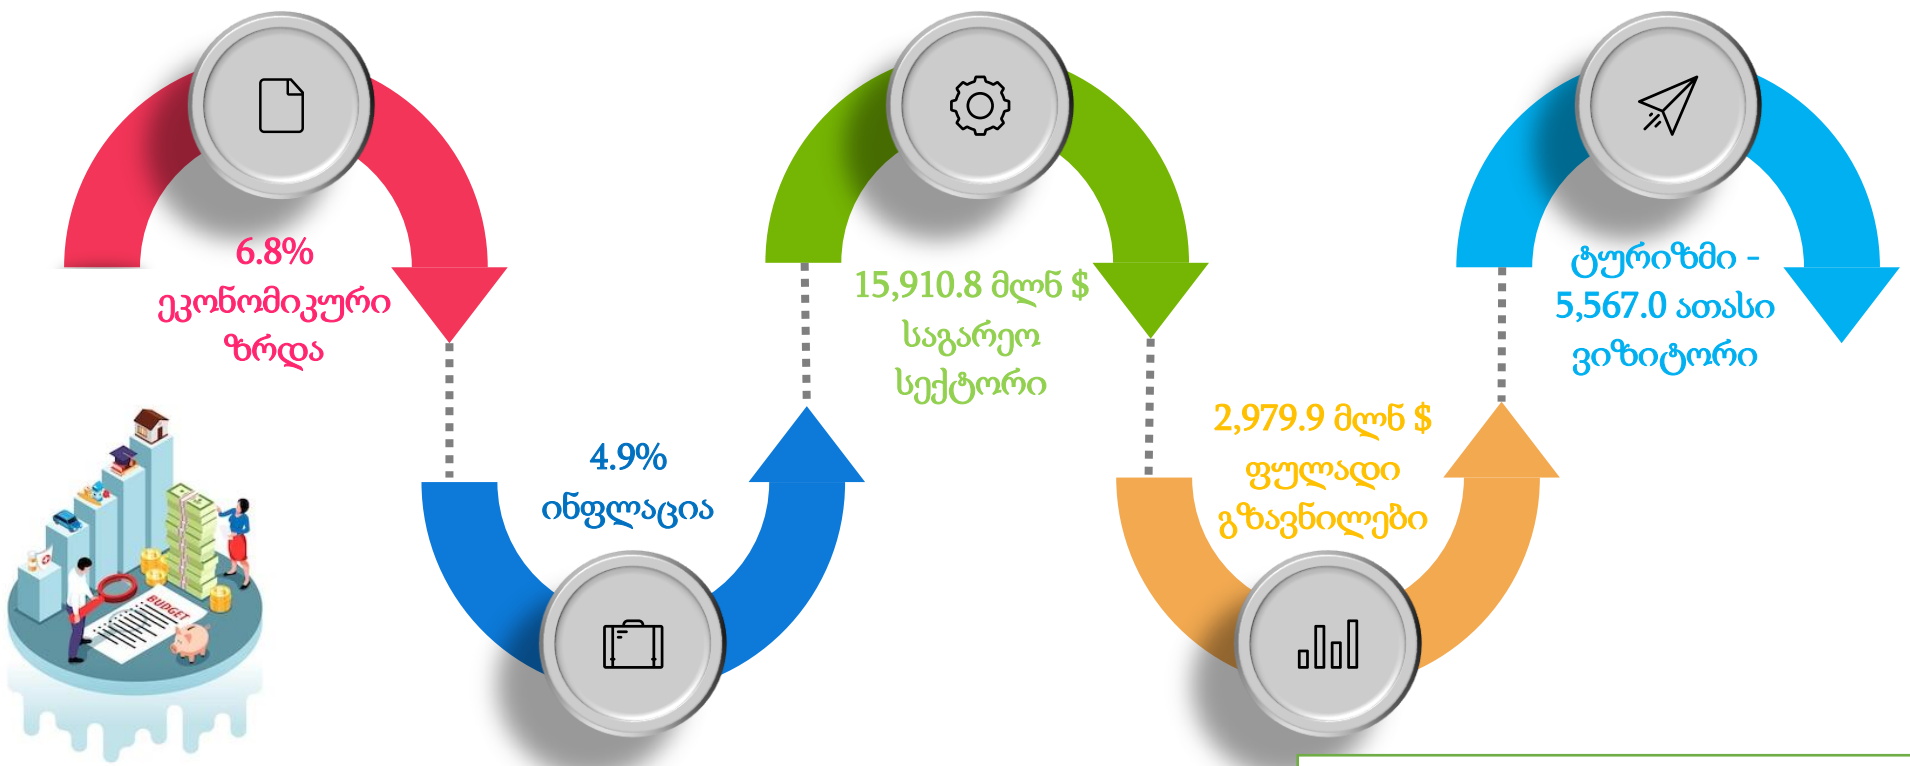 6.8%
ეკონომიკური
ზრდა
4.9%
ინფლაცია
15,910.8 მლნ $
საგარეო
სექტორი
2,979.9 მლნ $
ფულადი
გზავნილები
ტურიზმი -
5,567.0 ათასი
ვიზიტორი
BUDGET